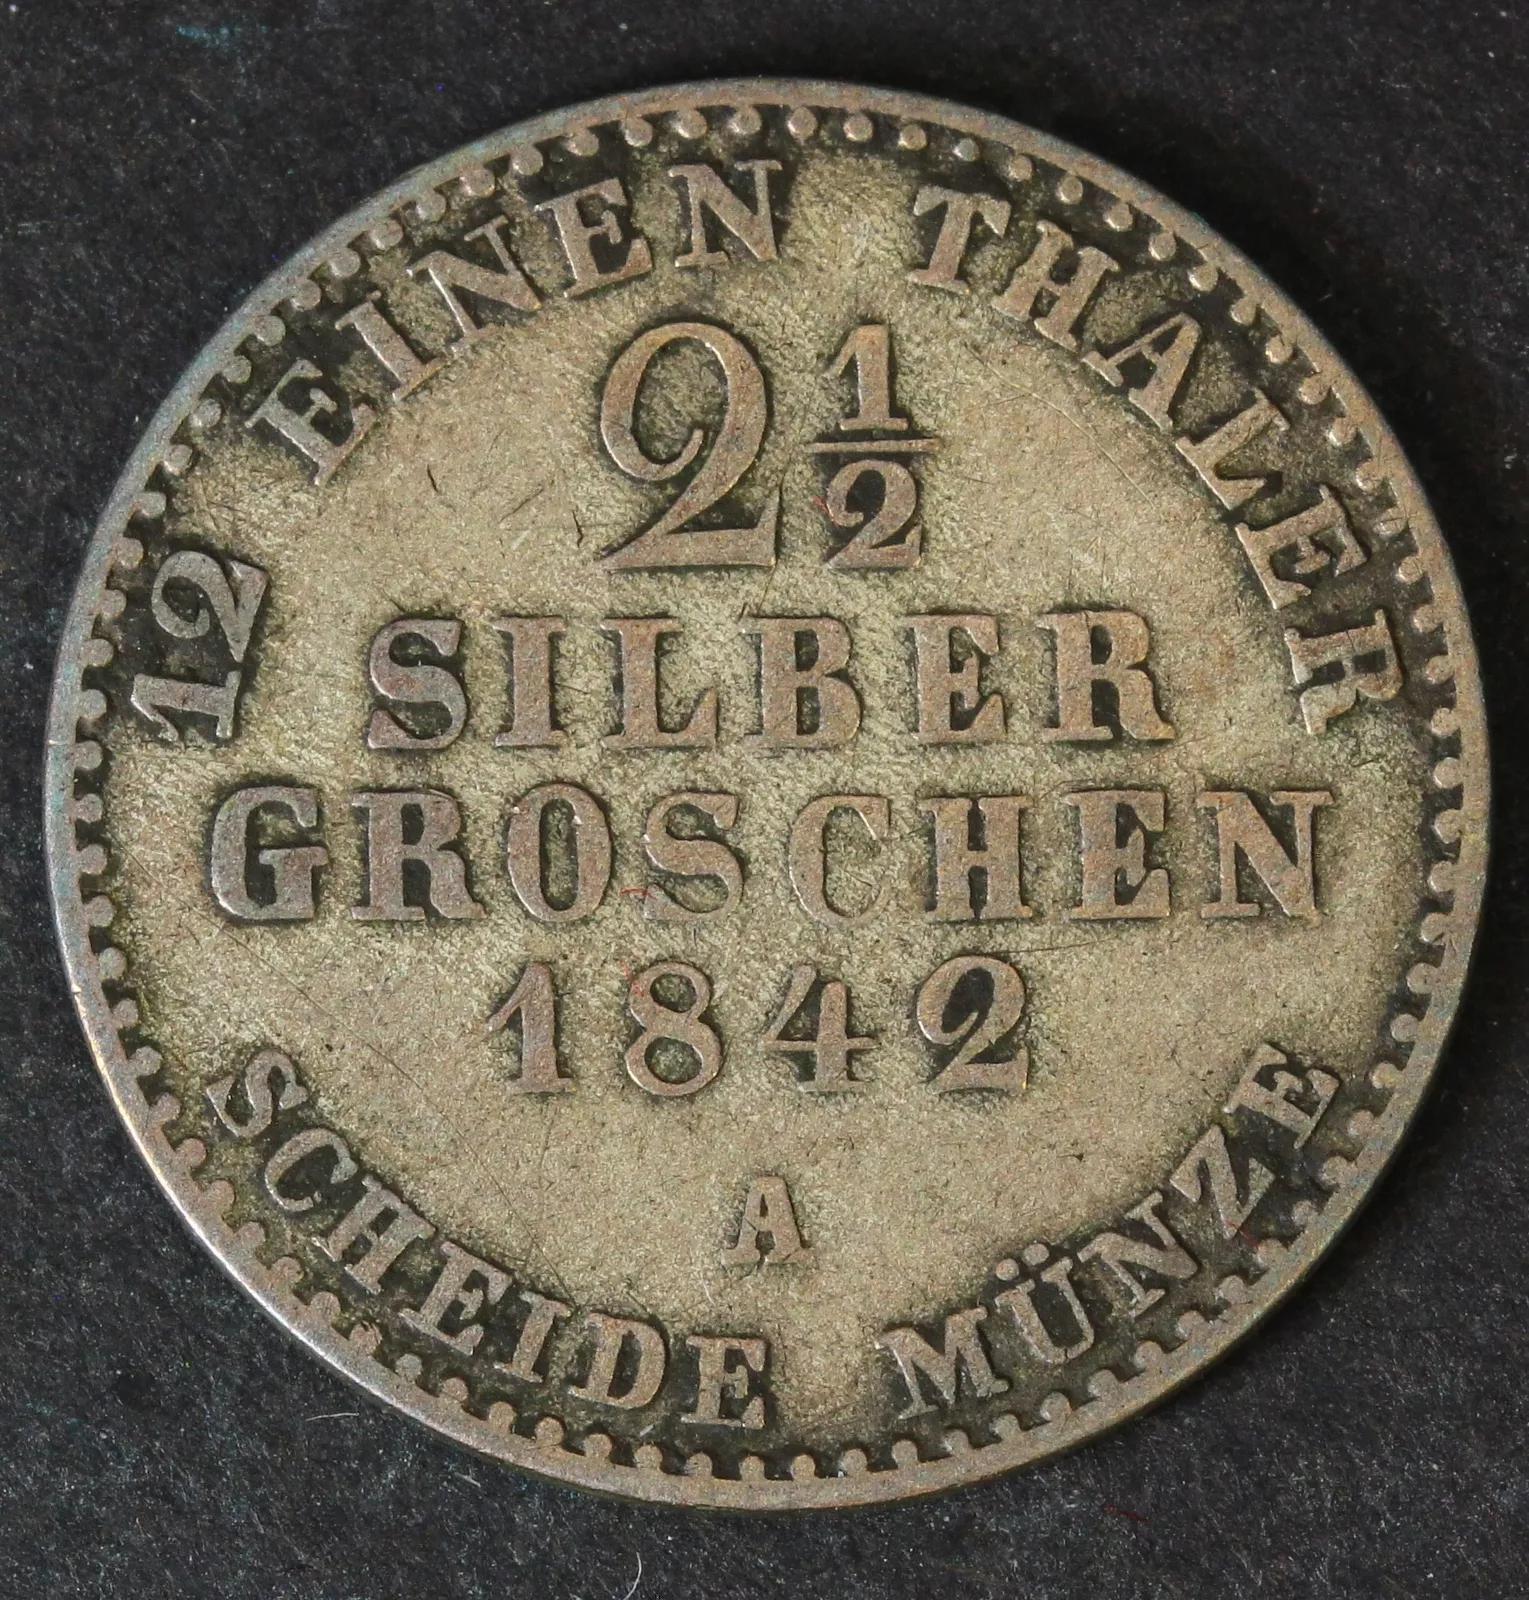 12 EINEN THALER
2 1/2
SILBER
GROSCHEN
1842
A
SCHEIDE MÜNZE